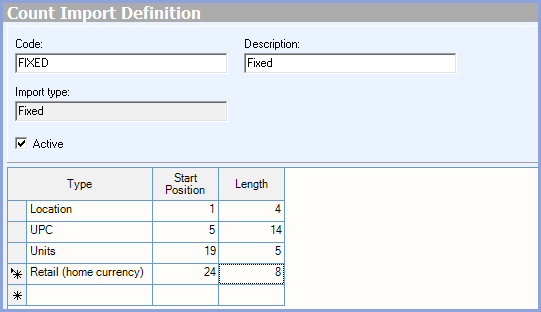 Count Import Definition
Code: Description:
FIXED Fixed
Import type:
Fixed
Active
Type Start Position Length
Location 1 4
UPC 5 14
Units 19 5
Retail (home currency) 24 8